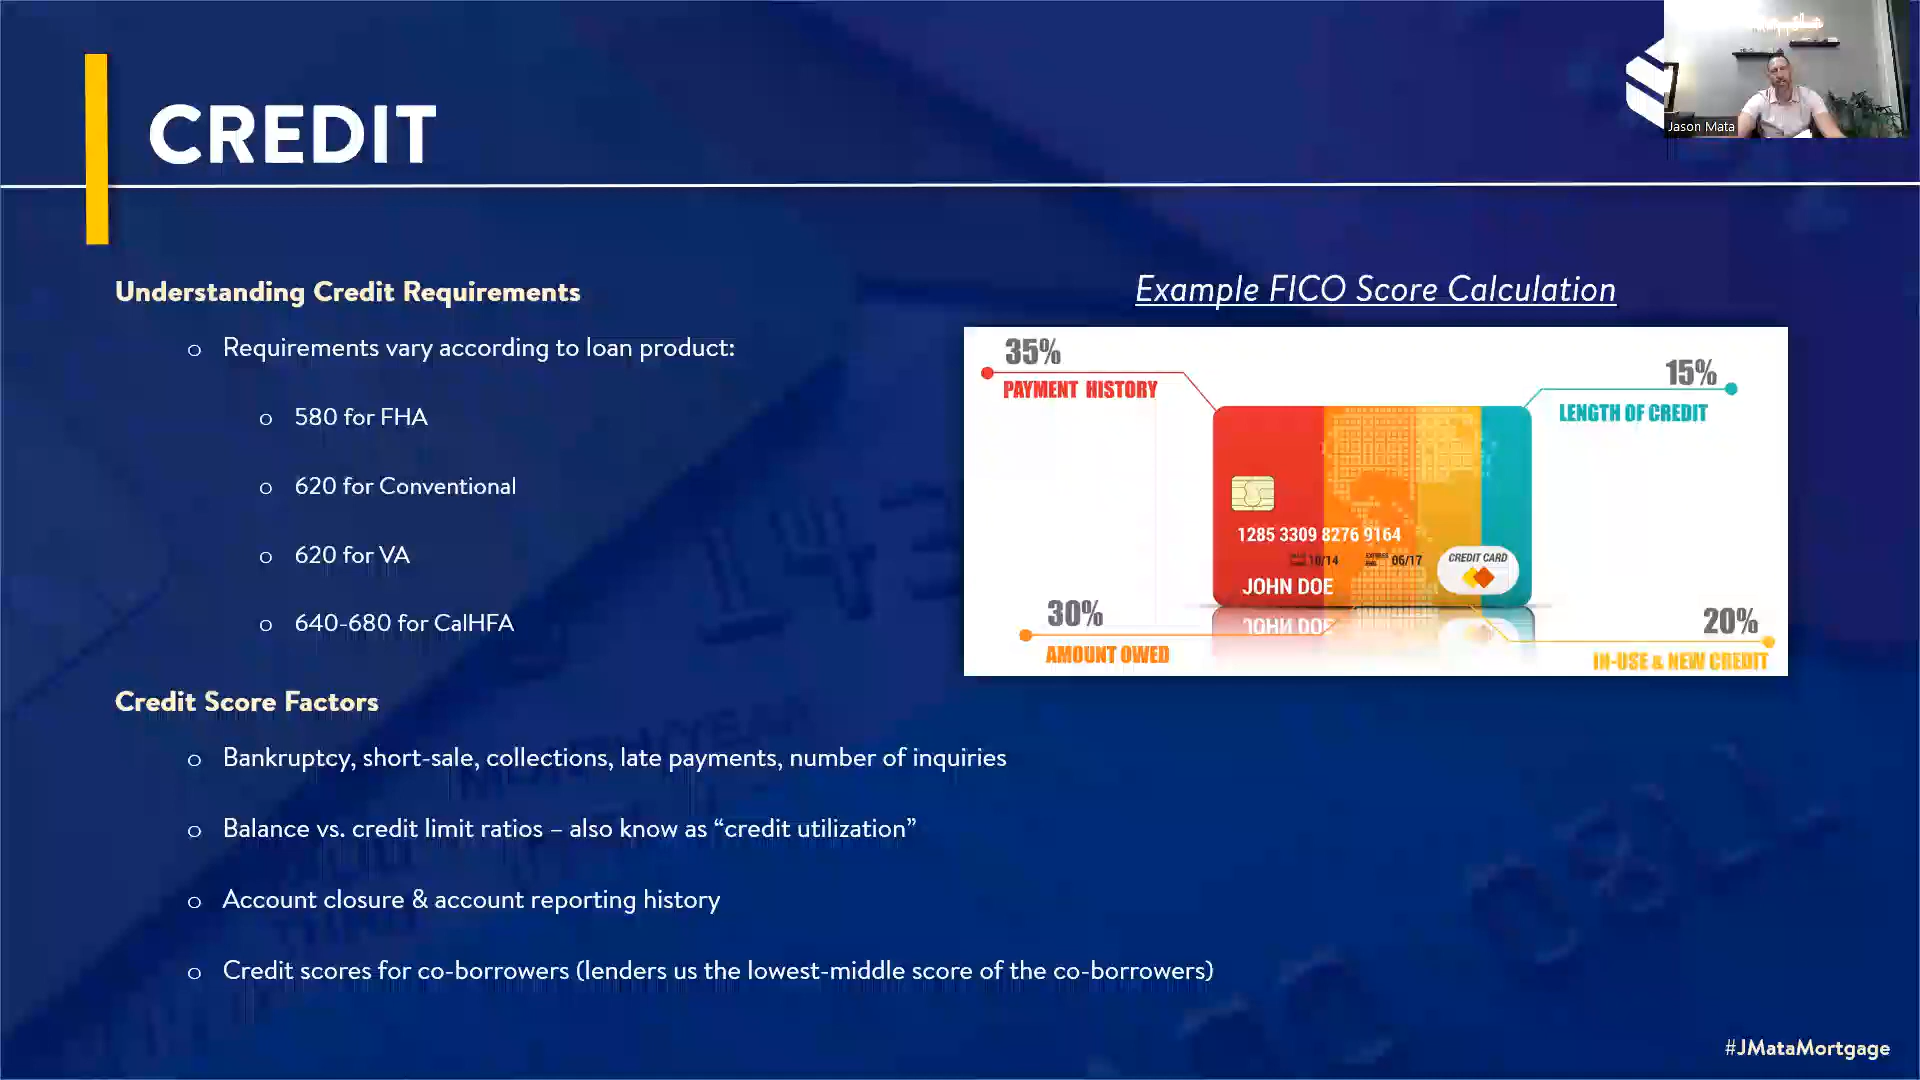 CREDIT
Jason Mata
Understanding Credit Requirements
o Requirements vary according to loan product:
o 580 for FHA
o 620 for Conventional
o 620 for VA
o 640-680 for CalHFA
Example FICO Score Calculation
35%
PAYMENT HISTORY
15%
LENGTH OF CREDIT
1285 3309 8276 9164
10/14
06/17
CREDIT CARD
JOHN DOE
30%
AMOUNT OWED
20%
IN-USE & NEW CREDIT
Credit Score Factors
o Bankruptcy, short-sale, collections, late payments, number of inquiries
o Balance vs. credit limit ratios – also know as “credit utilization”
o Account closure & account reporting history
o Credit scores for co-borrowers (lenders us the lowest-middle score of the co-borrowers)
#JMataMortgage